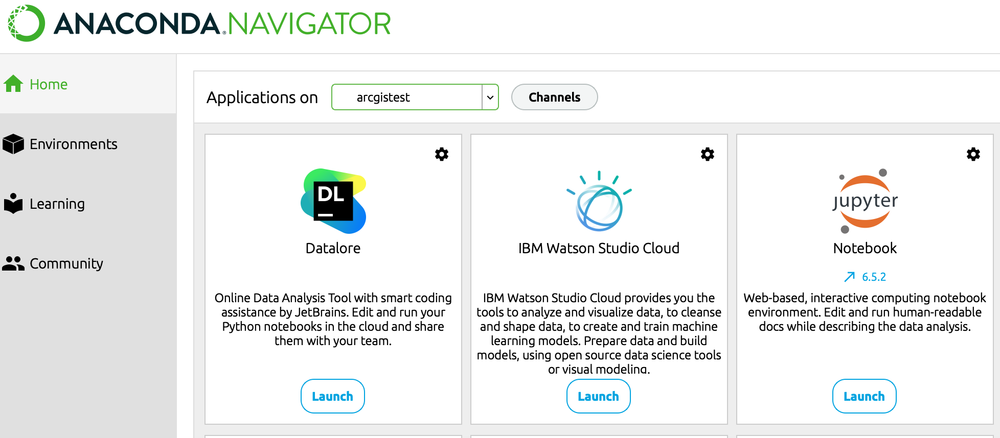 ANACONDA.NAVIGATOR
Home
Environments
Learning
Community
Applications on arcgistest Channels
DL
Datalore
Online Data Analysis Tool with smart coding
assistance by JetBrains. Edit and run your
Python notebooks in the cloud and share
them with your team.
Launch
IBM Watson Studio Cloud
IBM Watson Studio Cloud provides you the
tools to analyze and visualize data, to cleanse
and shape data, to create and train machine
learning models. Prepare data and build
models, using open source data science tools
or visual modeling.
Launch
jupyter
Notebook
6.5.2
Web-based, interactive computing notebook
environment. Edit and run human-readable
docs while describing the data analysis.
Launch